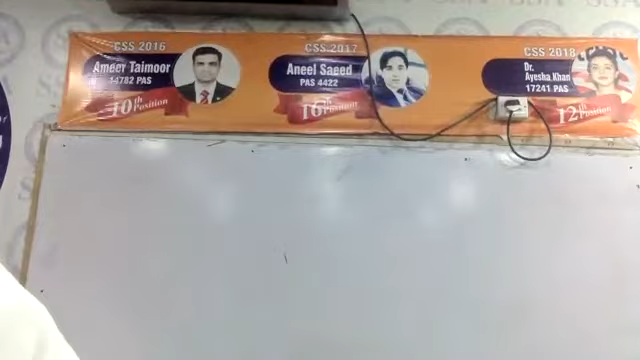 CSS 2016
Ameer Taimoor
14782 PAS
10th Position
CSS 2017
Aneel Saeed
PAS 4422
16th Position
CSS 2018
Dr.
Ayesha Khan
17241 PAS
12th Position